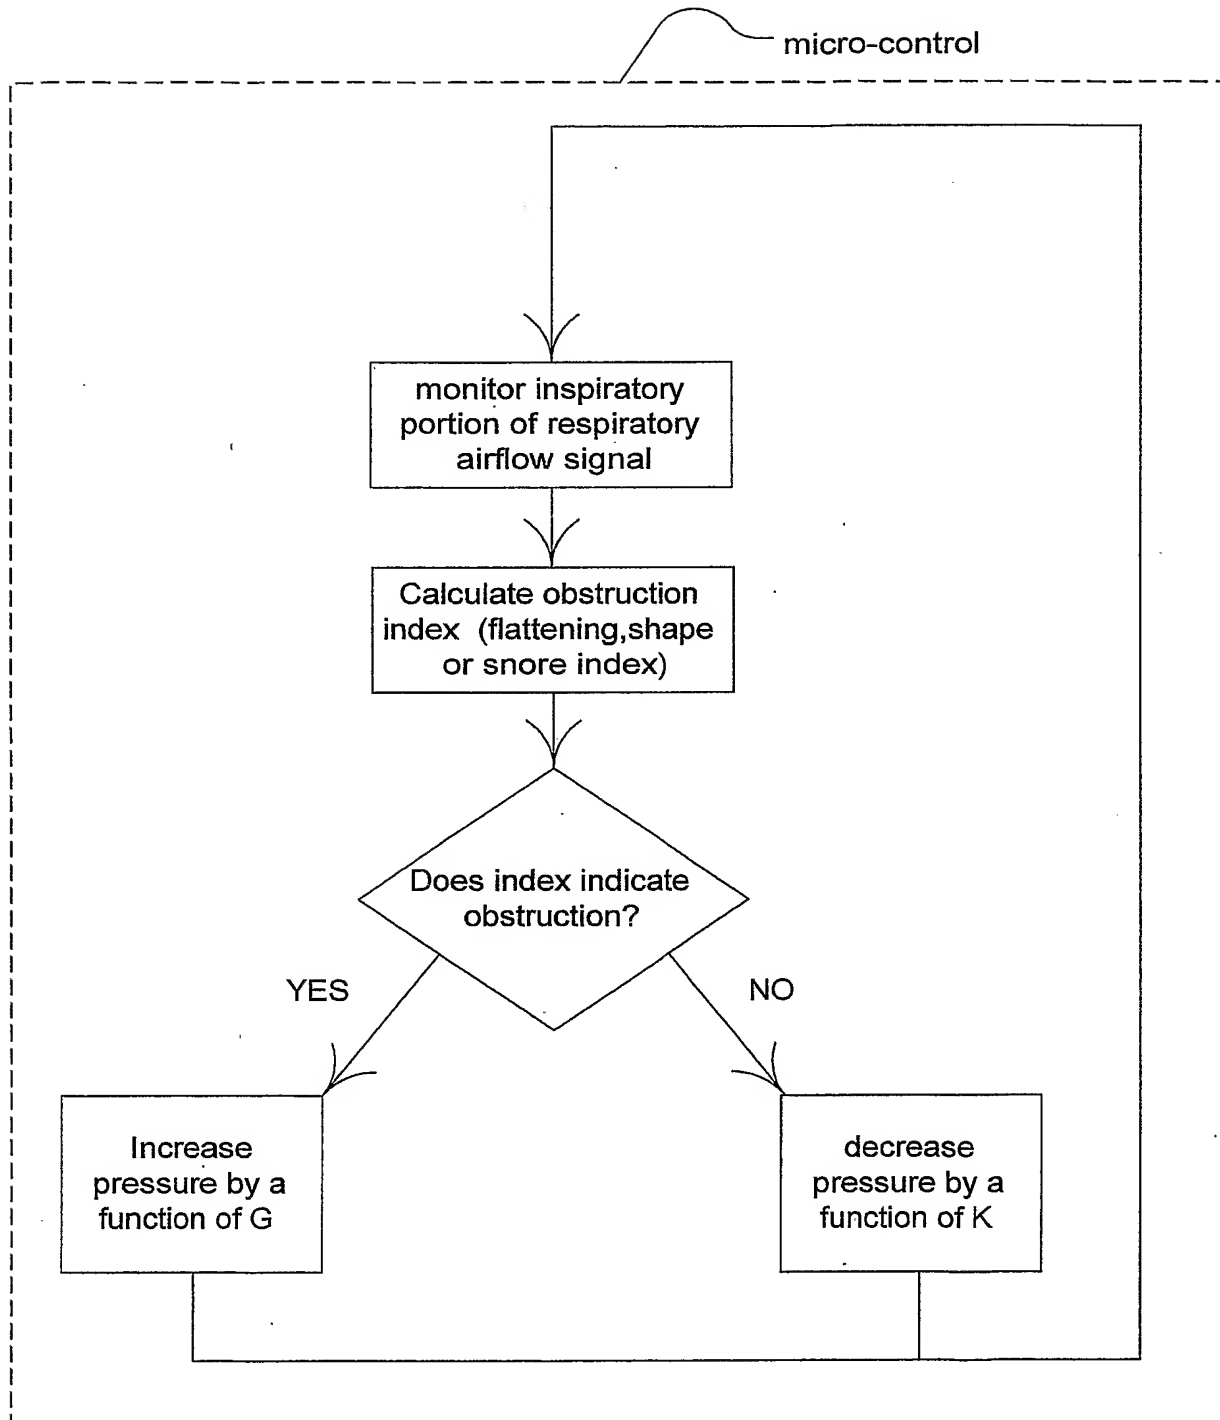 micro-control
monitor inspiratory
portion of respiratory
airflow signal
Calculate obstruction
index (flattening,shape
or snore index)
Does index indicate
obstruction?
YES
NO
Increase
pressure by a
function of G
decrease
pressure by a
function of K